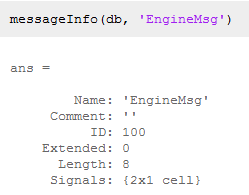 messageInfo(db, 'EngineMsg')
ans =
Name: 'EngineMsg'
Comment: ''
ID: 100
Extended: 0
Length: 8
Signals: {2x1 cell}